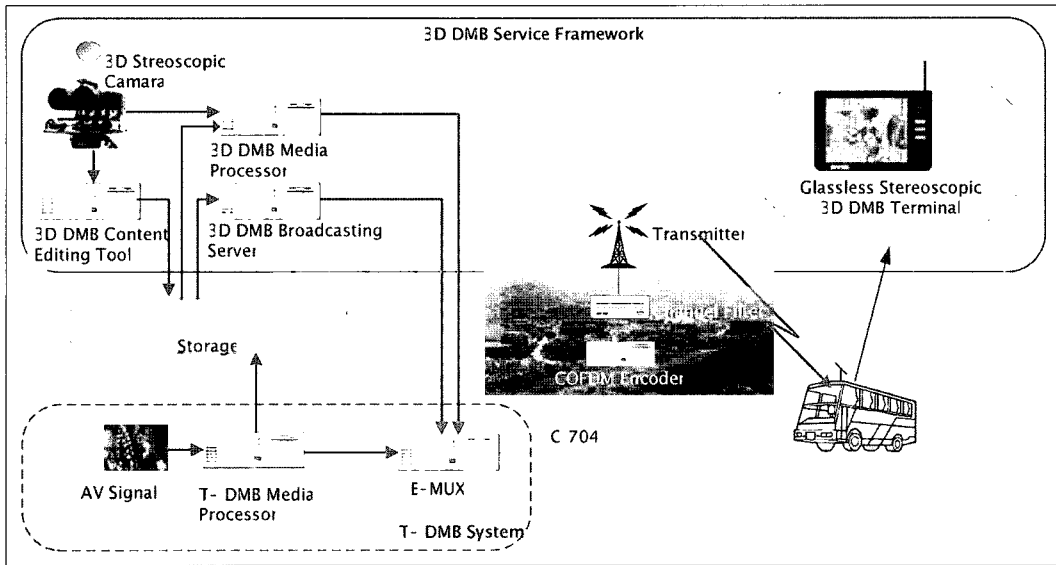 3D DMB Service Framework
3D Streoscopic
Camara
3D DMB Media
Processor
Glassless Stereoscopic
3D DMB Terminal
3D DMB Content
Editing Tool
3D DMB Broadcasting
Server
Transmitter
Filter
Storage
COFDM Encoder
C 704
AV Signal
T- DMB Media
Processor
E-MUX
T- DMB System